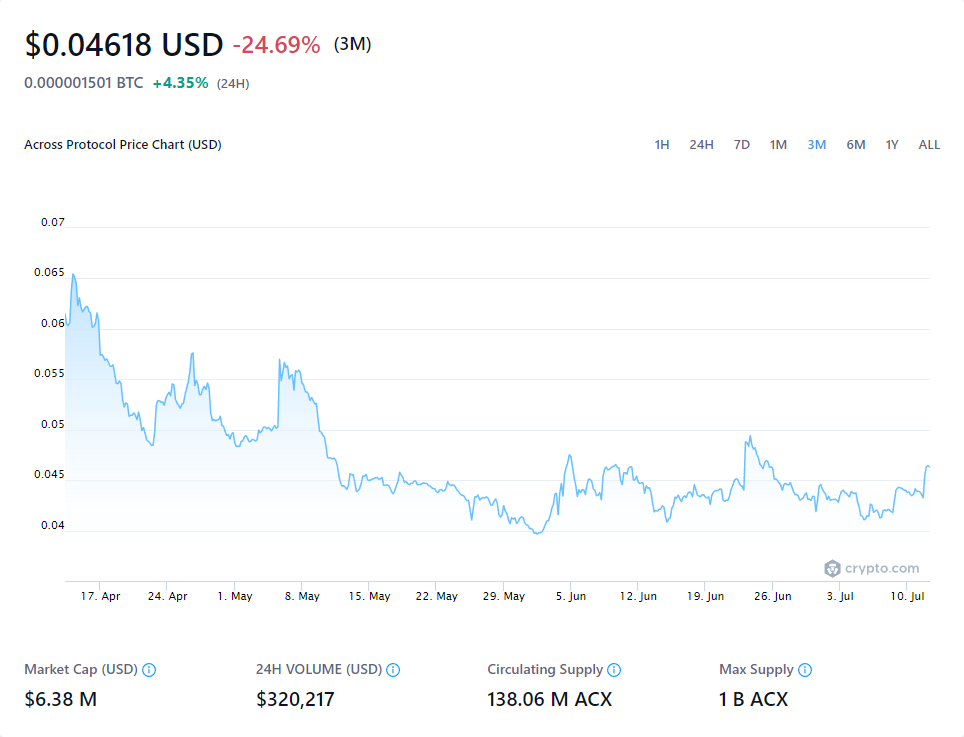 $0.04618 USD -24.69% (3M)
0.000001501 BTC +4.35% (24H)
Across Protocol Price Chart (USD)
1H 24H 7D 1M 3M 6M 1Y ALL
0.07
0.065
0.06
0.055
0.05
0.045
0.04
crypto.com
17. Apr 24. Apr 1. May 8. May 15. May 22. May 29. May 5. Jun 12. Jun 19. Jun 26. Jun 3. Jul 10. Jul
Market Cap (USD) 24H VOLUME (USD) Circulating Supply Max Supply
$6.38 M $320,217 138.06 M ACX 1 B ACX